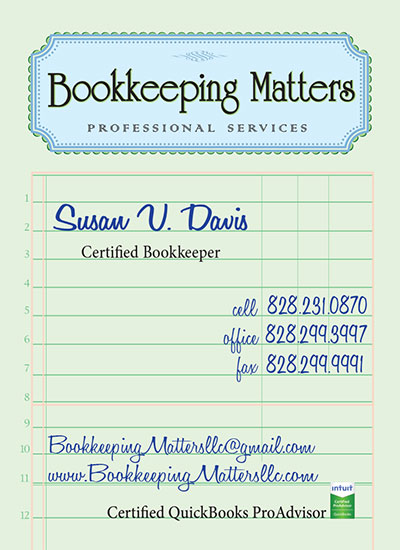 Bookkeeping Matters
PROFESSIONAL SERVICES
1
2 Susan V. Davis
3 Certified Bookkeeper
4
5 cell 828.231.0870
6 office 828.299.3997
7 fax 828.299.9991
8
10 BookkeepingMattersllc@gmail.com
11 www.BookkeepingMattersllc.com
12 Certified QuickBooks ProAdvisor
intuit
Certified
ProAdvisor